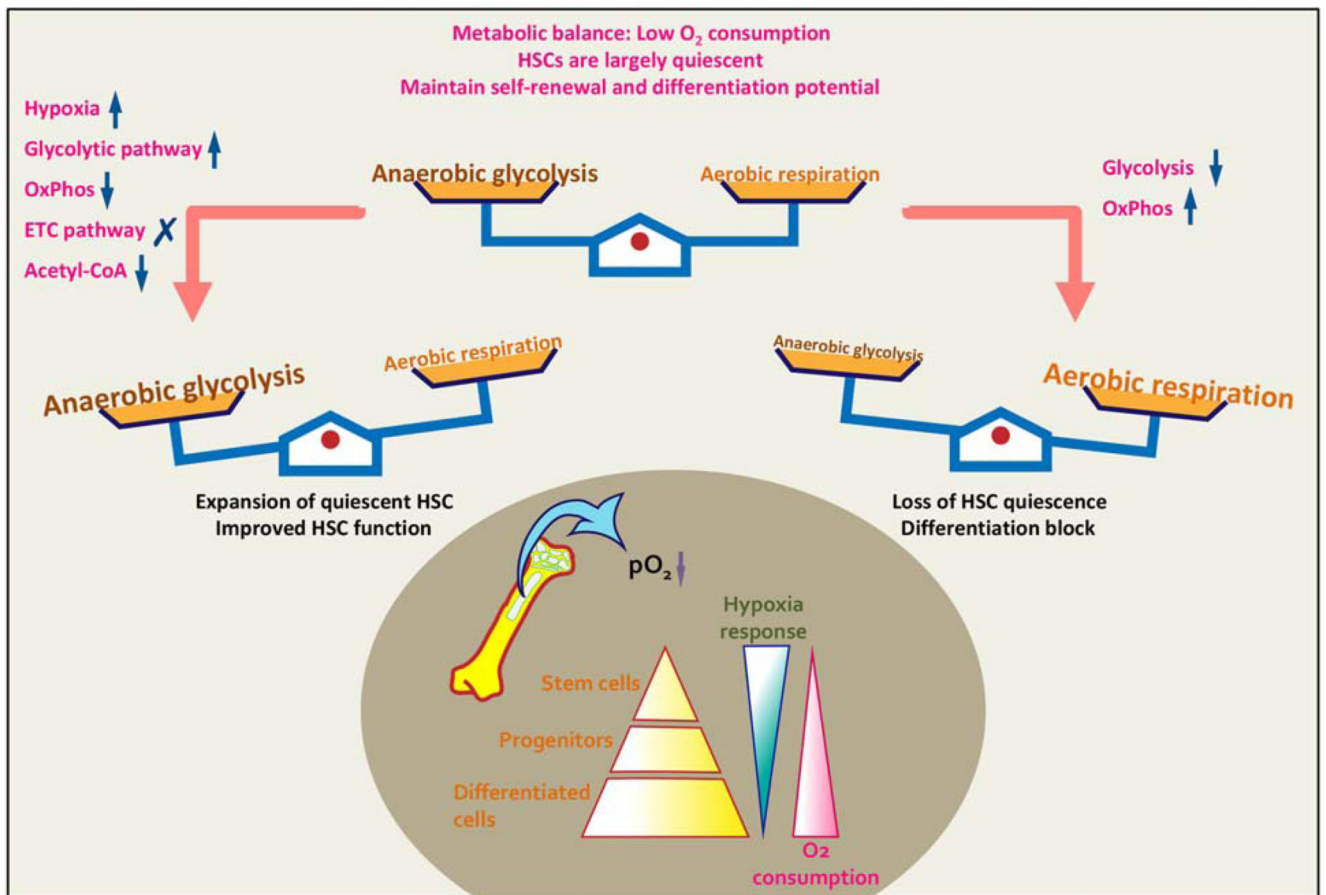 Metabolic balance: Low O₂ consumption
HSCs are largely quiescent
Maintain self-renewal and differentiation potential
Hypoxia
Glycolytic pathway
OxPhos
ETC pathway ✗
Acetyl-CoA
Anaerobic glycolysis
Aerobic respiration
Glycolysis
OxPhos
Anaerobic glycolysis
Aerobic respiration
Expansion of quiescent HSC
Improved HSC function
Anaerobic glycolysis
Aerobic respiration
Loss of HSC quiescence
Differentiation block
pO₂
Hypoxia
response
Stem cells
Progenitors
Differentiated
cells
O2
consumption